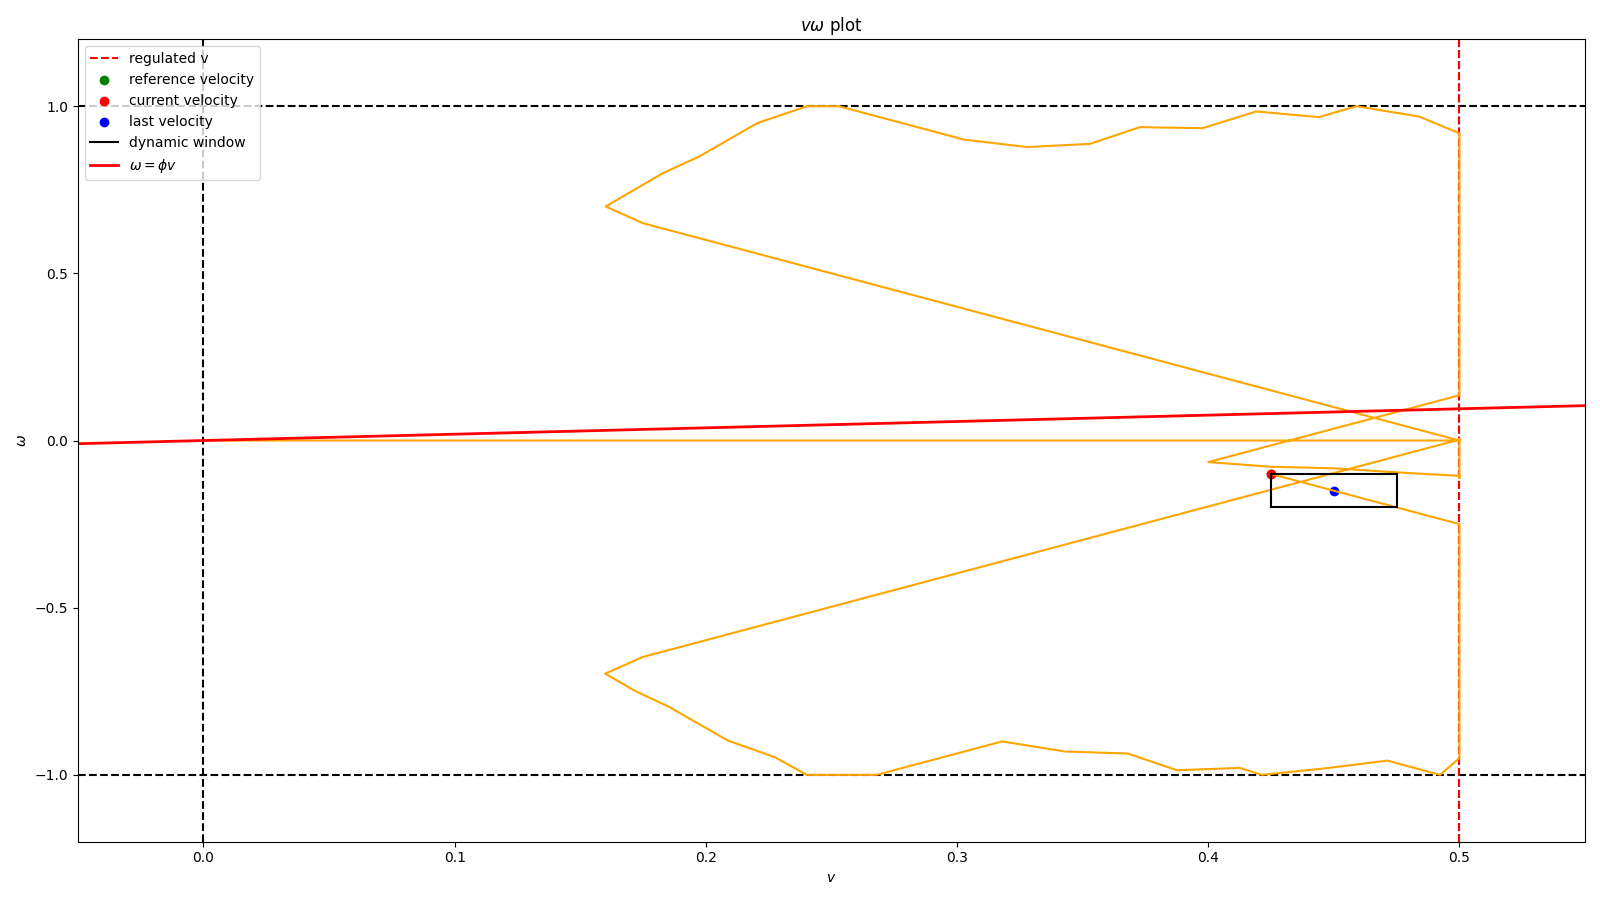 vω plot
regulated v
reference velocity
current velocity
last velocity
dynamic window
ω = ϕv
1.0
0.5
0.0
−0.5
−1.0
ω
0.0 0.1 0.2 0.3 0.4 0.5
v